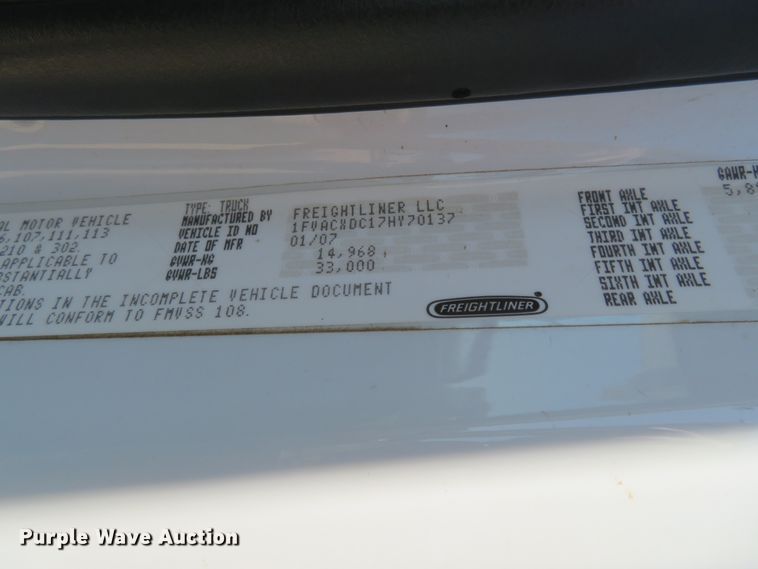 AL MOTOR VEHICLE
6,107,111,113
210 & 302.
APPLICABLE TO
STANTIALLY
CAB.
TIONS IN THE INCOMPLETE VEHICLE DOCUMENT
WILL CONFORM TO FMVSS 108.
TYPE: TRUCK
MANUFACTURED BY FREIGHTLINER LLC
VEHICLE ID NO 1FVACXDC17HY70137
DATE OF MFR 01/07
GVWR-KG 14,968
GVWR-LBS 33,000
FREIGHTLINER
GAWR-K
FRONT AXLE 5,8
FIRST INT AXLE
SECOND INT AXLE
THIRD INT AXLE
FOURTH INT AXLE
FIFTH INT AXLE
SIXTH INT AXLE
REAR AXLE
Purple Wave Auction